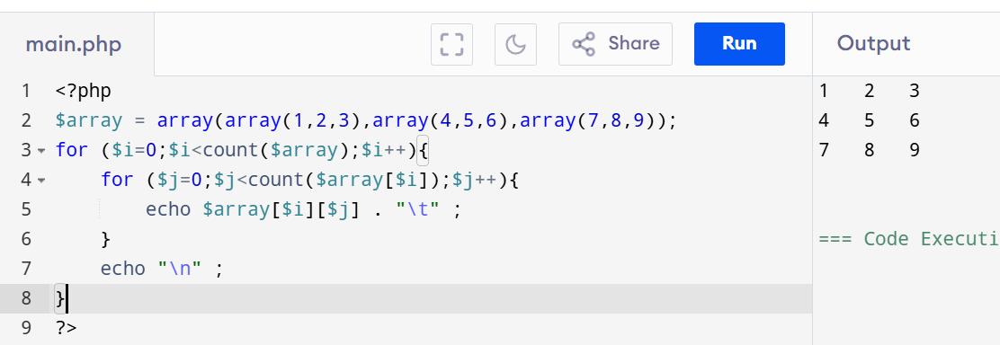 main.php
Share
Run
Output
1 <?php
2 $array = array(array(1,2,3),array(4,5,6),array(7,8,9));
3 for ($i=0;$i<count($array);$i++){
4     for ($j=0;$j<count($array[$i]);$j++){
5         echo $array[$i][$j] . "\t" ;
6     }
7     echo "\n" ;
8 }
9 ?>
1	2	3
4	5	6
7	8	9
=== Code Executi